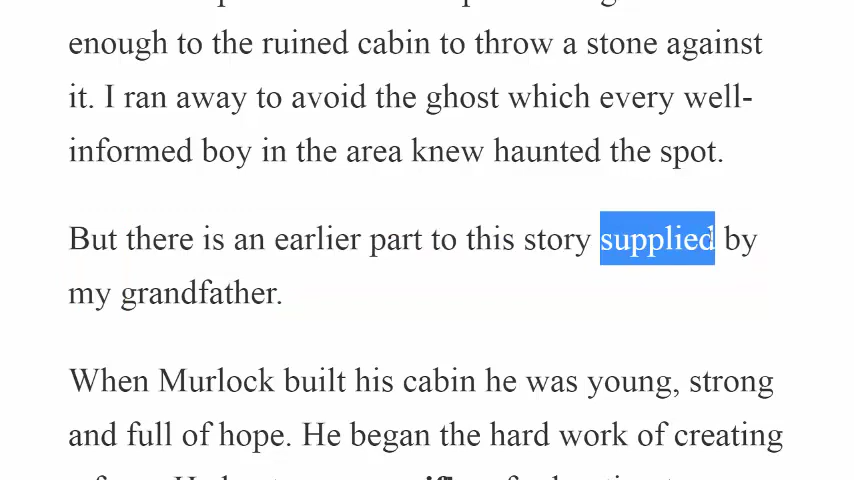 enough to the ruined cabin to throw a stone against
it. I ran away to avoid the ghost which every well-
informed boy in the area knew haunted the spot.
But there is an earlier part to this story supplied by
my grandfather.
When Murlock built his cabin he was young, strong
and full of hope. He began the hard work of creating